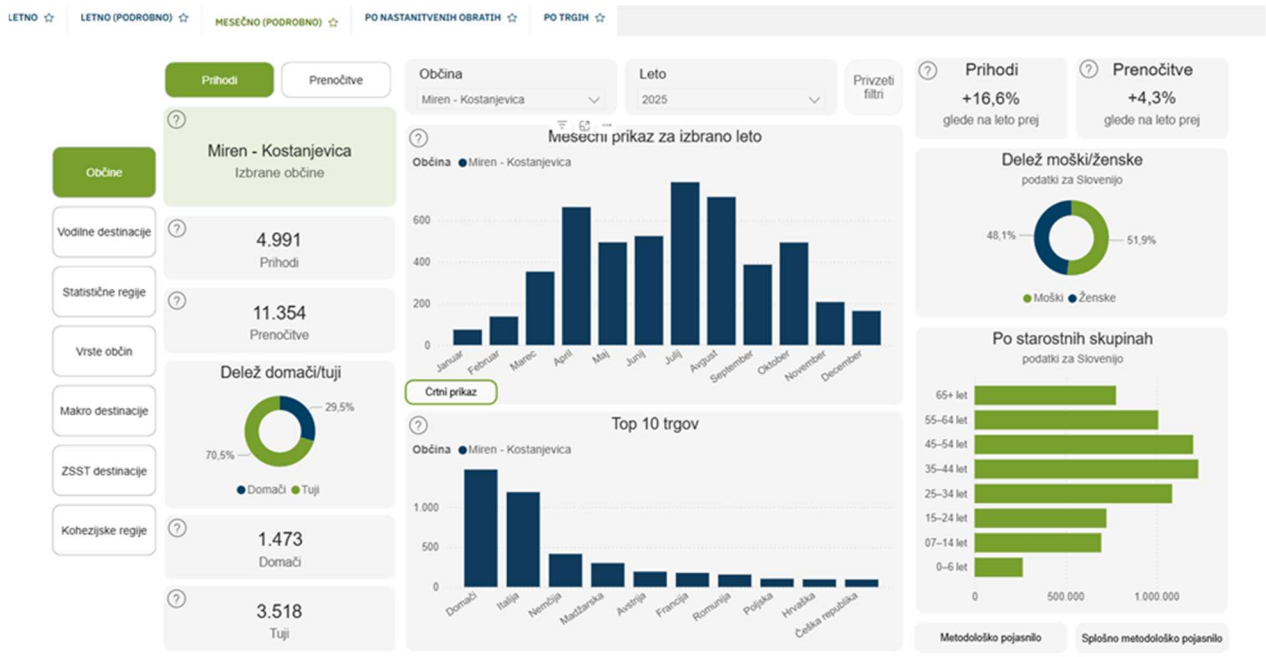 LETNO
LETNO (PODROBNO)
MESEČNO (PODROBNO)
PO NASTANITVENIH OBRATIH
PO TRGIH
Prihodi
Prenočitve
Občina
Miren - Kostanjevica
Leto
2025
Privzeti
filtri
?
Prihodi
+16,6%
glede na leto prej
?
Prenočitve
+4,3%
glede na leto prej
Občine
Vodilne destinacije
Statistične regije
Vrste občin
Makro destinacije
ZSST destinacije
Kohezijske regije
?
Miren - Kostanjevica
Izbrane občine
?
4.991
Prihodi
?
11.354
Prenočitve
Delež domači/tuji
29,5%
70,5%
Domači
Tuji
?
1.473
Domači
?
3.518
Tuji
?
Mesečni prikaz za izbrano leto
Občina
Miren - Kostanjevica
600
400
200
0
Januar
Februar
Marec
April
Maj
Junij
Julij
Avgust
September
Oktober
November
December
Črtni prikaz
?
Top 10 trgov
Občina
Miren - Kostanjevica
1.000
500
0
Domači
Italija
Nemčija
Madžarska
Avstrija
Francija
Romunija
Poljska
Hrvaška
Češka republika
Delež moški/ženske
podatki za Slovenijo
48,1%
51,9%
Moški
Ženske
Po starostnih skupinah
podatki za Slovenijo
65+ let
55–64 let
45–54 let
35–44 let
25–34 let
15–24 let
07–14 let
0–6 let
0
500.000
1.000.000
Metodološko pojasnilo
Splošno metodološko pojasnilo